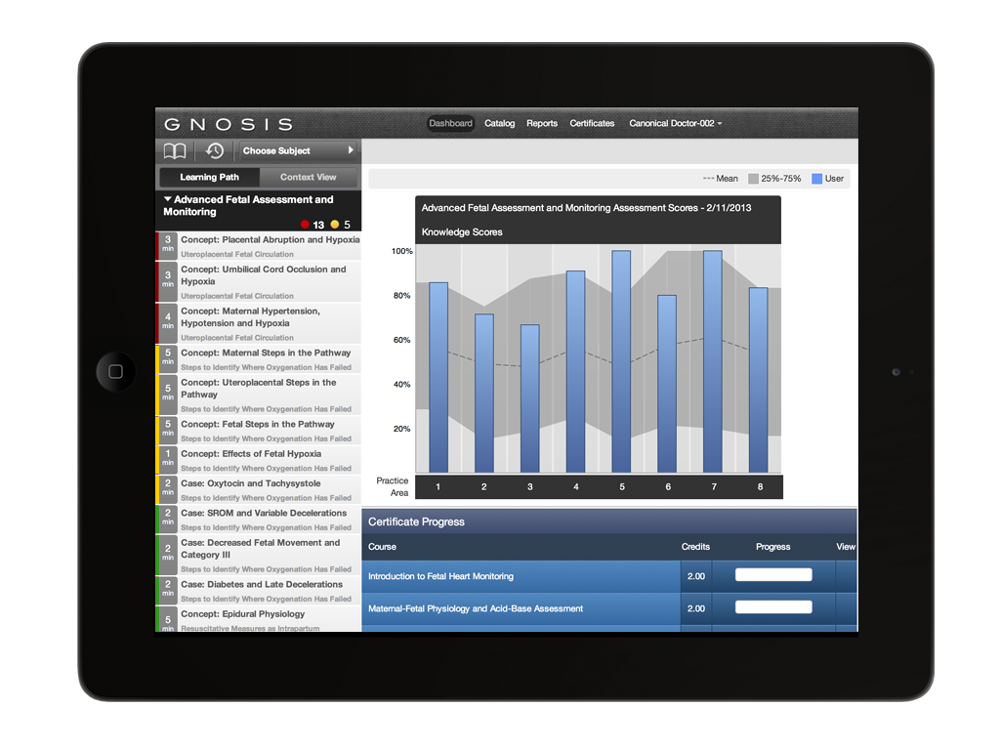 GNOSIS
Dashboard Catalog Reports Certificates Canonical Doctor-002
Choose Subject
Learning Path Context View
Advanced Fetal Assessment and
Monitoring
13 5
3 min
Concept: Placental Abruption and Hypoxia
Uteroplacental Fetal Circulation
3 min
Concept: Umbilical Cord Occlusion and
Hypoxia
Uteroplacental Fetal Circulation
4 min
Concept: Maternal Hypertension,
Hypotension and Hypoxia
Uteroplacental Fetal Circulation
5 min
Concept: Maternal Steps in the Pathway
Steps to Identify Where Oxygenation Has Failed
5 min
Concept: Uteroplacental Steps in the
Pathway
Steps to Identify Where Oxygenation Has Failed
5 min
Concept: Fetal Steps in the Pathway
Steps to Identify Where Oxygenation Has Failed
1 min
Concept: Effects of Fetal Hypoxia
Steps to Identify Where Oxygenation Has Failed
2 min
Case: Oxytocin and Tachysystole
Steps to Identify Where Oxygenation Has Failed
2 min
Case: SROM and Variable Decelerations
Steps to Identify Where Oxygenation Has Failed
2 min
Case: Decreased Fetal Movement and
Category III
Steps to Identify Where Oxygenation Has Failed
2 min
Case: Diabetes and Late Decelerations
Steps to Identify Where Oxygenation Has Failed
5 min
Concept: Epidural Physiology
Resuscitative Measures as Intrapartum
Mean 25%-75% User
Advanced Fetal Assessment and Monitoring Assessment Scores - 2/11/2013
Knowledge Scores
100%
80%
60%
40%
20%
Practice
Area
1 2 3 4 5 6 7 8
Certificate Progress
Course Credits Progress View
Introduction to Fetal Heart Monitoring 2.00
Maternal-Fetal Physiology and Acid-Base Assessment 2.00